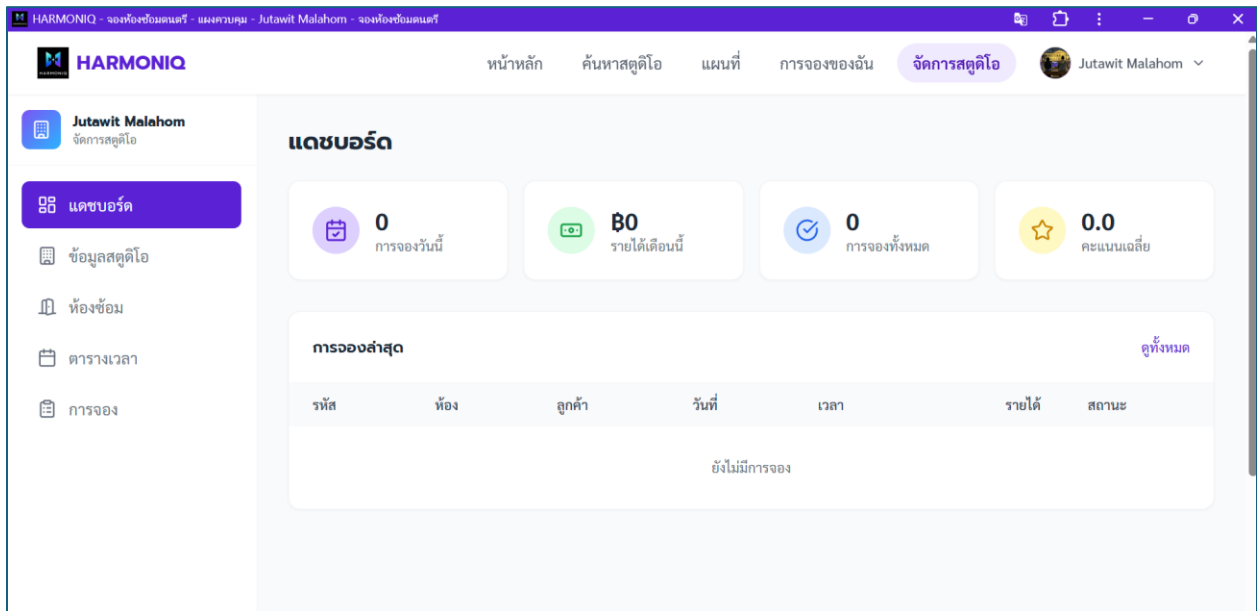 HARMONIQ - จองห้องซ้อมดนตรี - แผงควบคุม - Jutawit Malahom - จองห้องซ้อมดนตรี
HARMONIQ
หน้าหลัก ค้นหาสตูดิโอ แผนที่ การจองของฉัน จัดการสตูดิโอ Jutawit Malahom
Jutawit Malahom
จัดการสตูดิโอ
แดชบอร์ด
ข้อมูลสตูดิโอ
ห้องซ้อม
ตารางเวลา
การจอง
แดชบอร์ด
0
การจองวันนี้
฿0
รายได้เดือนนี้
0
การจองทั้งหมด
0.0
คะแนนเฉลี่ย
การจองล่าสุด ดูทั้งหมด
รหัส ห้อง ลูกค้า วันที่ เวลา รายได้ สถานะ
ยังไม่มีการจอง